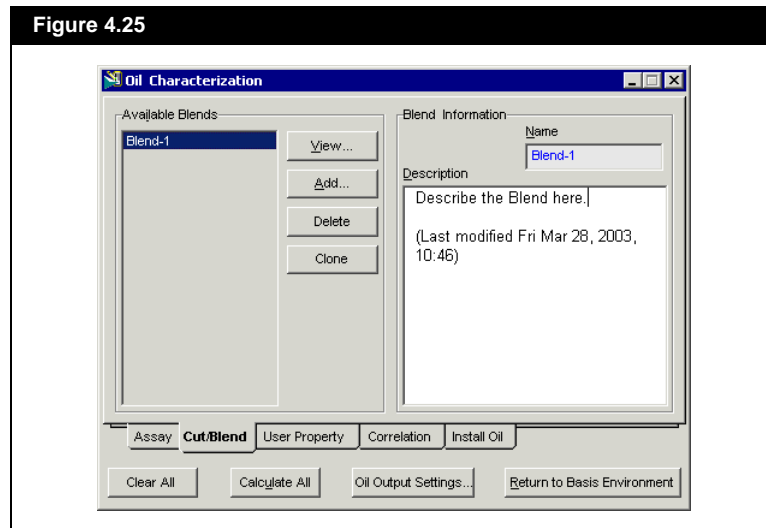 Figure 4.25
Oil Characterization
Available Blends
Blend-1
View...
Add...
Delete
Clone
Blend Information
Name
Blend-1
Description
Describe the Blend here.
(Last modified Fri Mar 28, 2003,
10:46)
Assay Cut/Blend User Property Correlation Install Oil
Clear All Calculate All Oil Output Settings... Return to Basis Environment